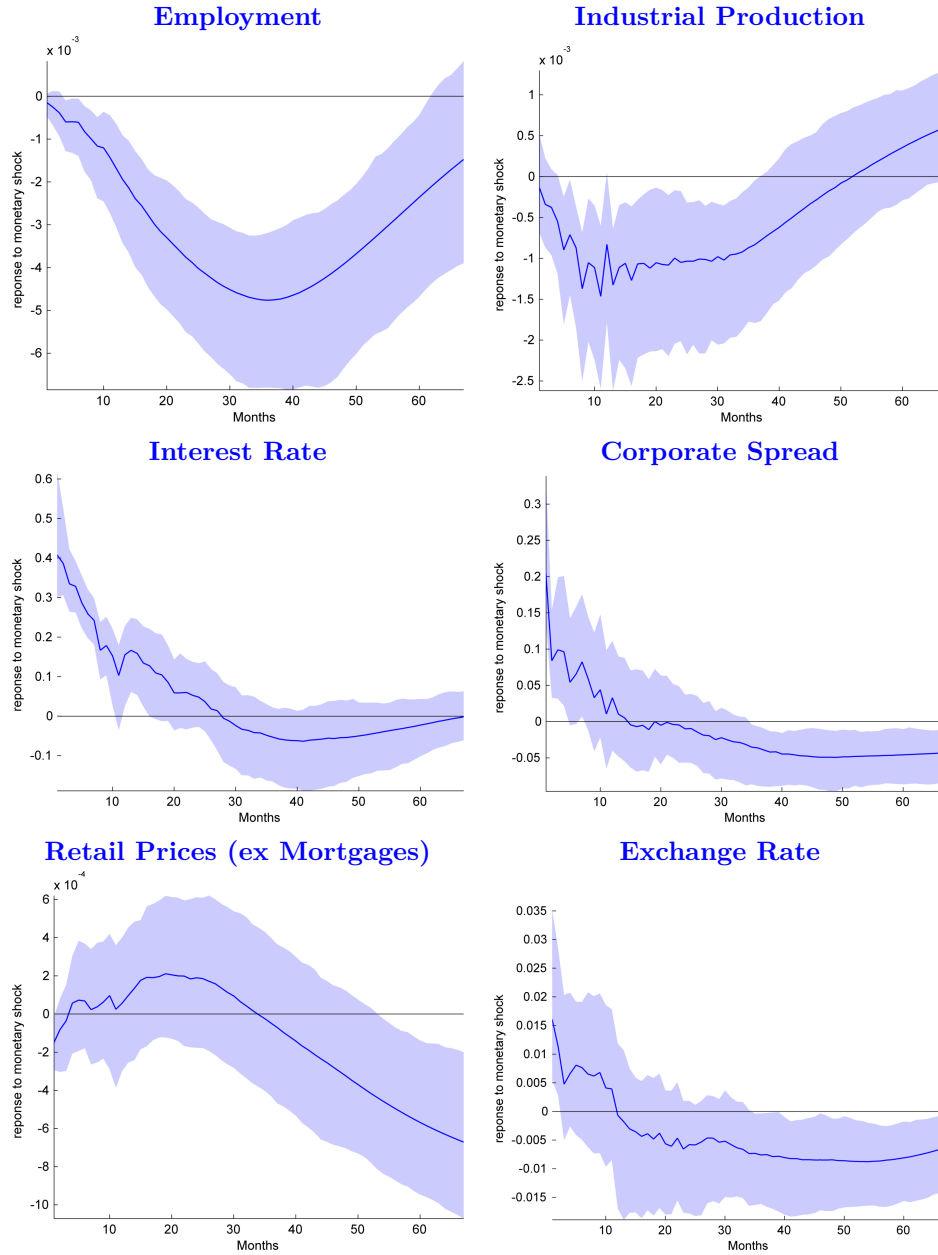 Employment
x 10^-3
0
-1
-2
-3
-4
-5
-6
reponse to monetary shock
10 20 30 40 50 60
Months
Industrial Production
x 10^-3
1
0.5
0
-0.5
-1
-1.5
-2
-2.5
reponse to monetary shock
10 20 30 40 50 60
Months
Interest Rate
0.6
0.5
0.4
0.3
0.2
0.1
0
-0.1
reponse to monetary shock
10 20 30 40 50 60
Months
Corporate Spread
0.3
0.25
0.2
0.15
0.1
0.05
0
-0.05
reponse to monetary shock
10 20 30 40 50 60
Months
Retail Prices (ex Mortgages)
x 10^-4
6
4
2
0
-2
-4
-6
-8
-10
reponse to monetary shock
10 20 30 40 50 60
Months
Exchange Rate
0.035
0.03
0.025
0.02
0.015
0.01
0.005
0
-0.005
-0.01
-0.015
reponse to monetary shock
10 20 30 40 50 60
Months